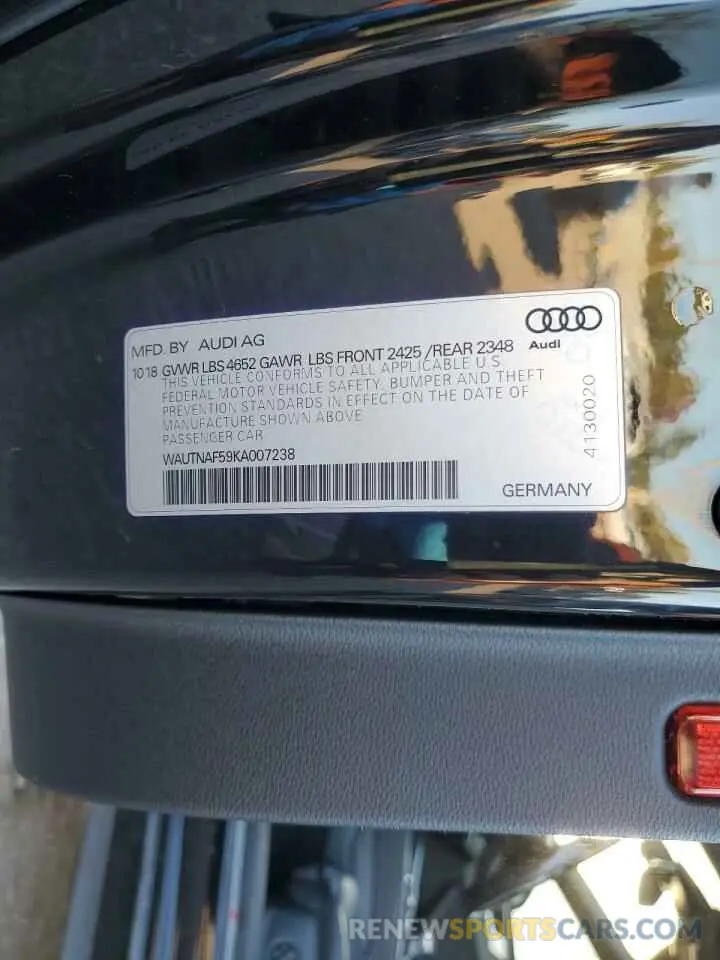 MFD. BY AUDI AG
Audi
10 18 GVWR LBS 4652 GAWR LBS FRONT 2425 / REAR 2348
THIS VEHICLE CONFORMS TO ALL APPLICABLE U.S.
FEDERAL MOTOR VEHICLE SAFETY, BUMPER AND THEFT
PREVENTION STANDARDS IN EFFECT ON THE DATE OF
MANUFACTURE SHOWN ABOVE
PASSENGER CAR
WAUTNAF59KA007238
GERMANY
4130020
RENEWSPORTSCARS.COM